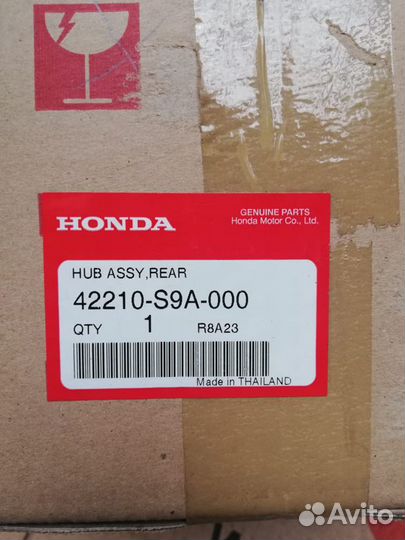 HONDA
GENUINE PARTS
Honda Motor Co., Ltd.
HUB ASSY,REAR
42210-S9A-000
QTY 1 R8A23
Made in THAILAND
Avito